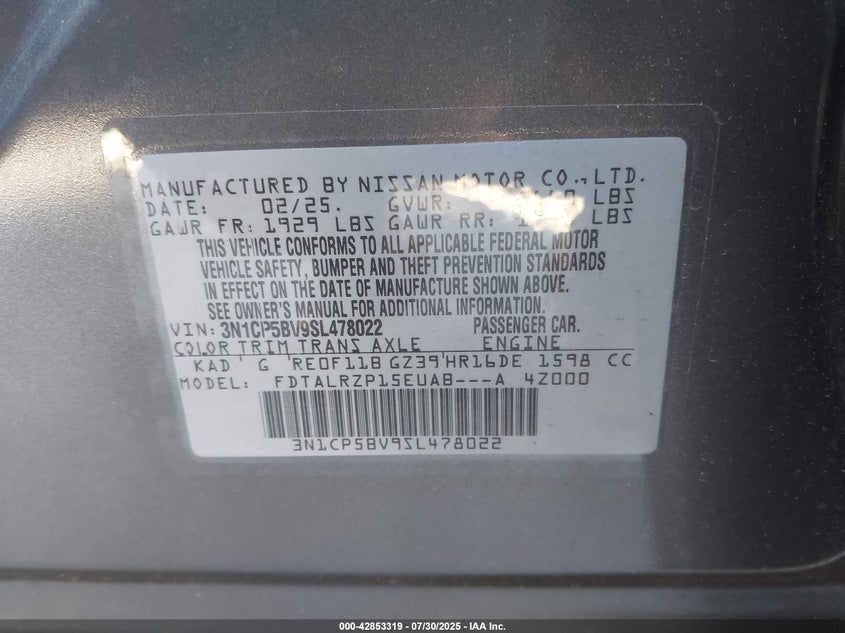 MANUFACTURED BY NISSAN MOTOR CO., LTD.
DATE: 02/25. GVWR: LBS
GAWR FR: 1929 LBS GAWR RR: LBS
THIS VEHICLE CONFORMS TO ALL APPLICABLE FEDERAL MOTOR
VEHICLE SAFETY, BUMPER AND THEFT PREVENTION STANDARDS
IN EFFECT ON THE DATE OF MANUFACTURE SHOWN ABOVE.
SEE OWNER'S MANUAL FOR ADDITIONAL INFORMATION.
VIN: 3N1CP5BV9SL478022 PASSENGER CAR.
COLOR TRIM TRANS AXLE ENGINE
KAD G RE0F11B GZ39 HR16DE 1598 CC
MODEL: FDTALRZP15EUAB---A 4Z000
3N1CP5BV9SL478022
000-42853319 / 07/30/2025 - IAA Inc.